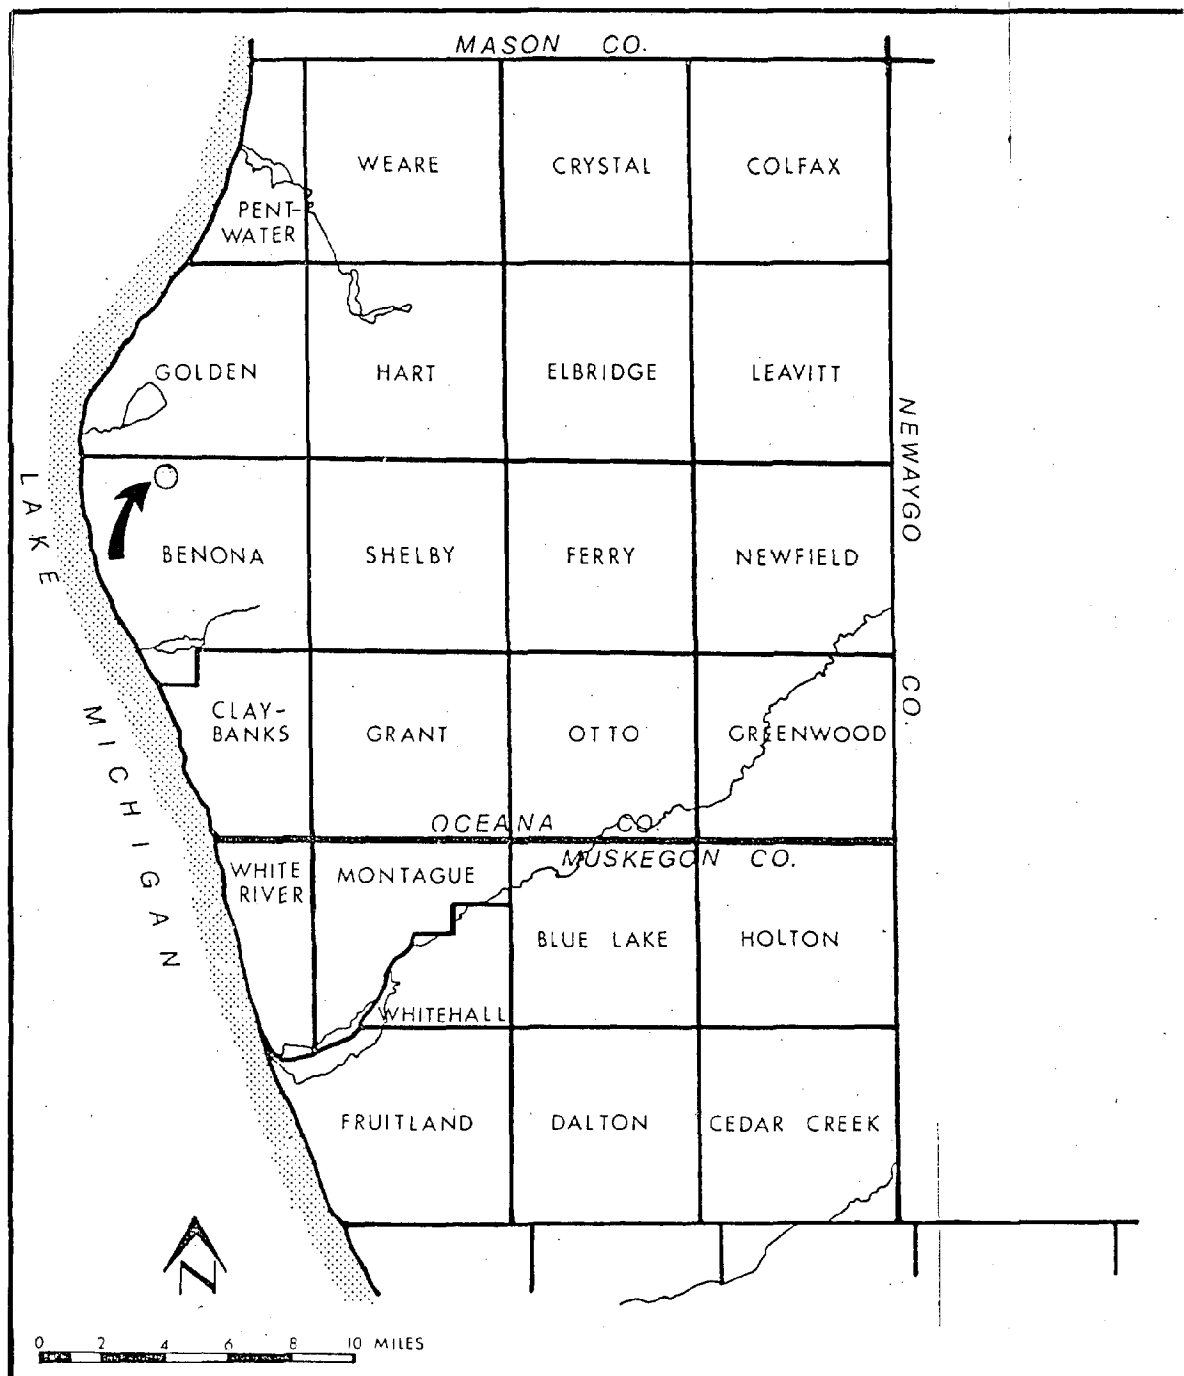 MASON CO.
WEARE
CRYSTAL
COLFAX
PENT-
WATER
GOLDEN
HART
ELBRIDGE
LEAVITT
NEWAYGO CO.
LAKE MICHIGAN
BENONA
SHELBY
FERRY
NEWFIELD
CLAY-
BANKS
GRANT
OTTO
GREENWOOD
OCEANA CO.
MUSKEGON CO.
WHITE
RIVER
MONTAGUE
BLUE LAKE
HOLTON
WHITEHALL
FRUITLAND
DALTON
CEDAR CREEK
N
0 2 4 6 8 10 MILES